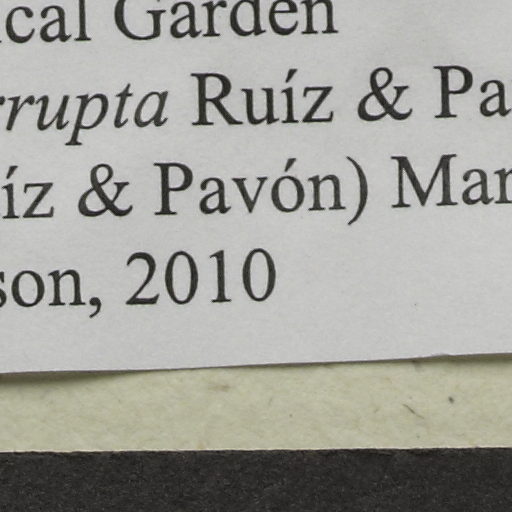 ical Garden
rrupta Ruíz & Pa
íz & Pavón) Mar
son, 2010